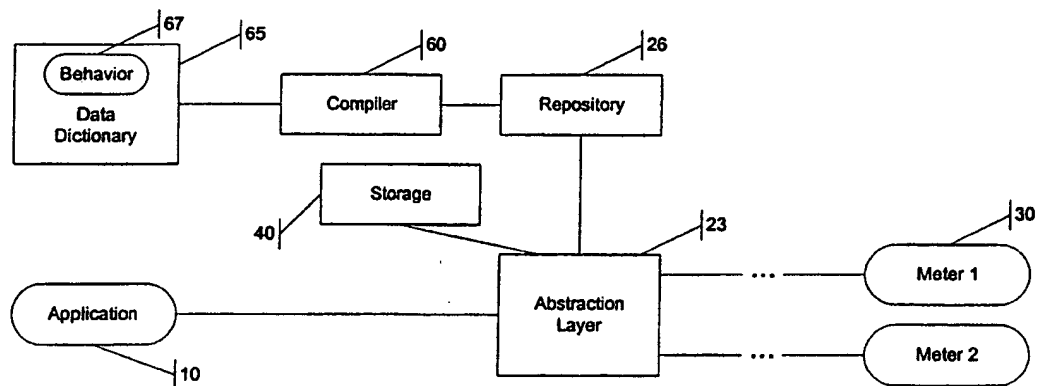 67
65
60
26
Behavior
Data
Dictionary
Compiler
Repository
Storage
40
23
30
Meter 1
Application
Abstraction
Layer
...
...
Meter 2
10